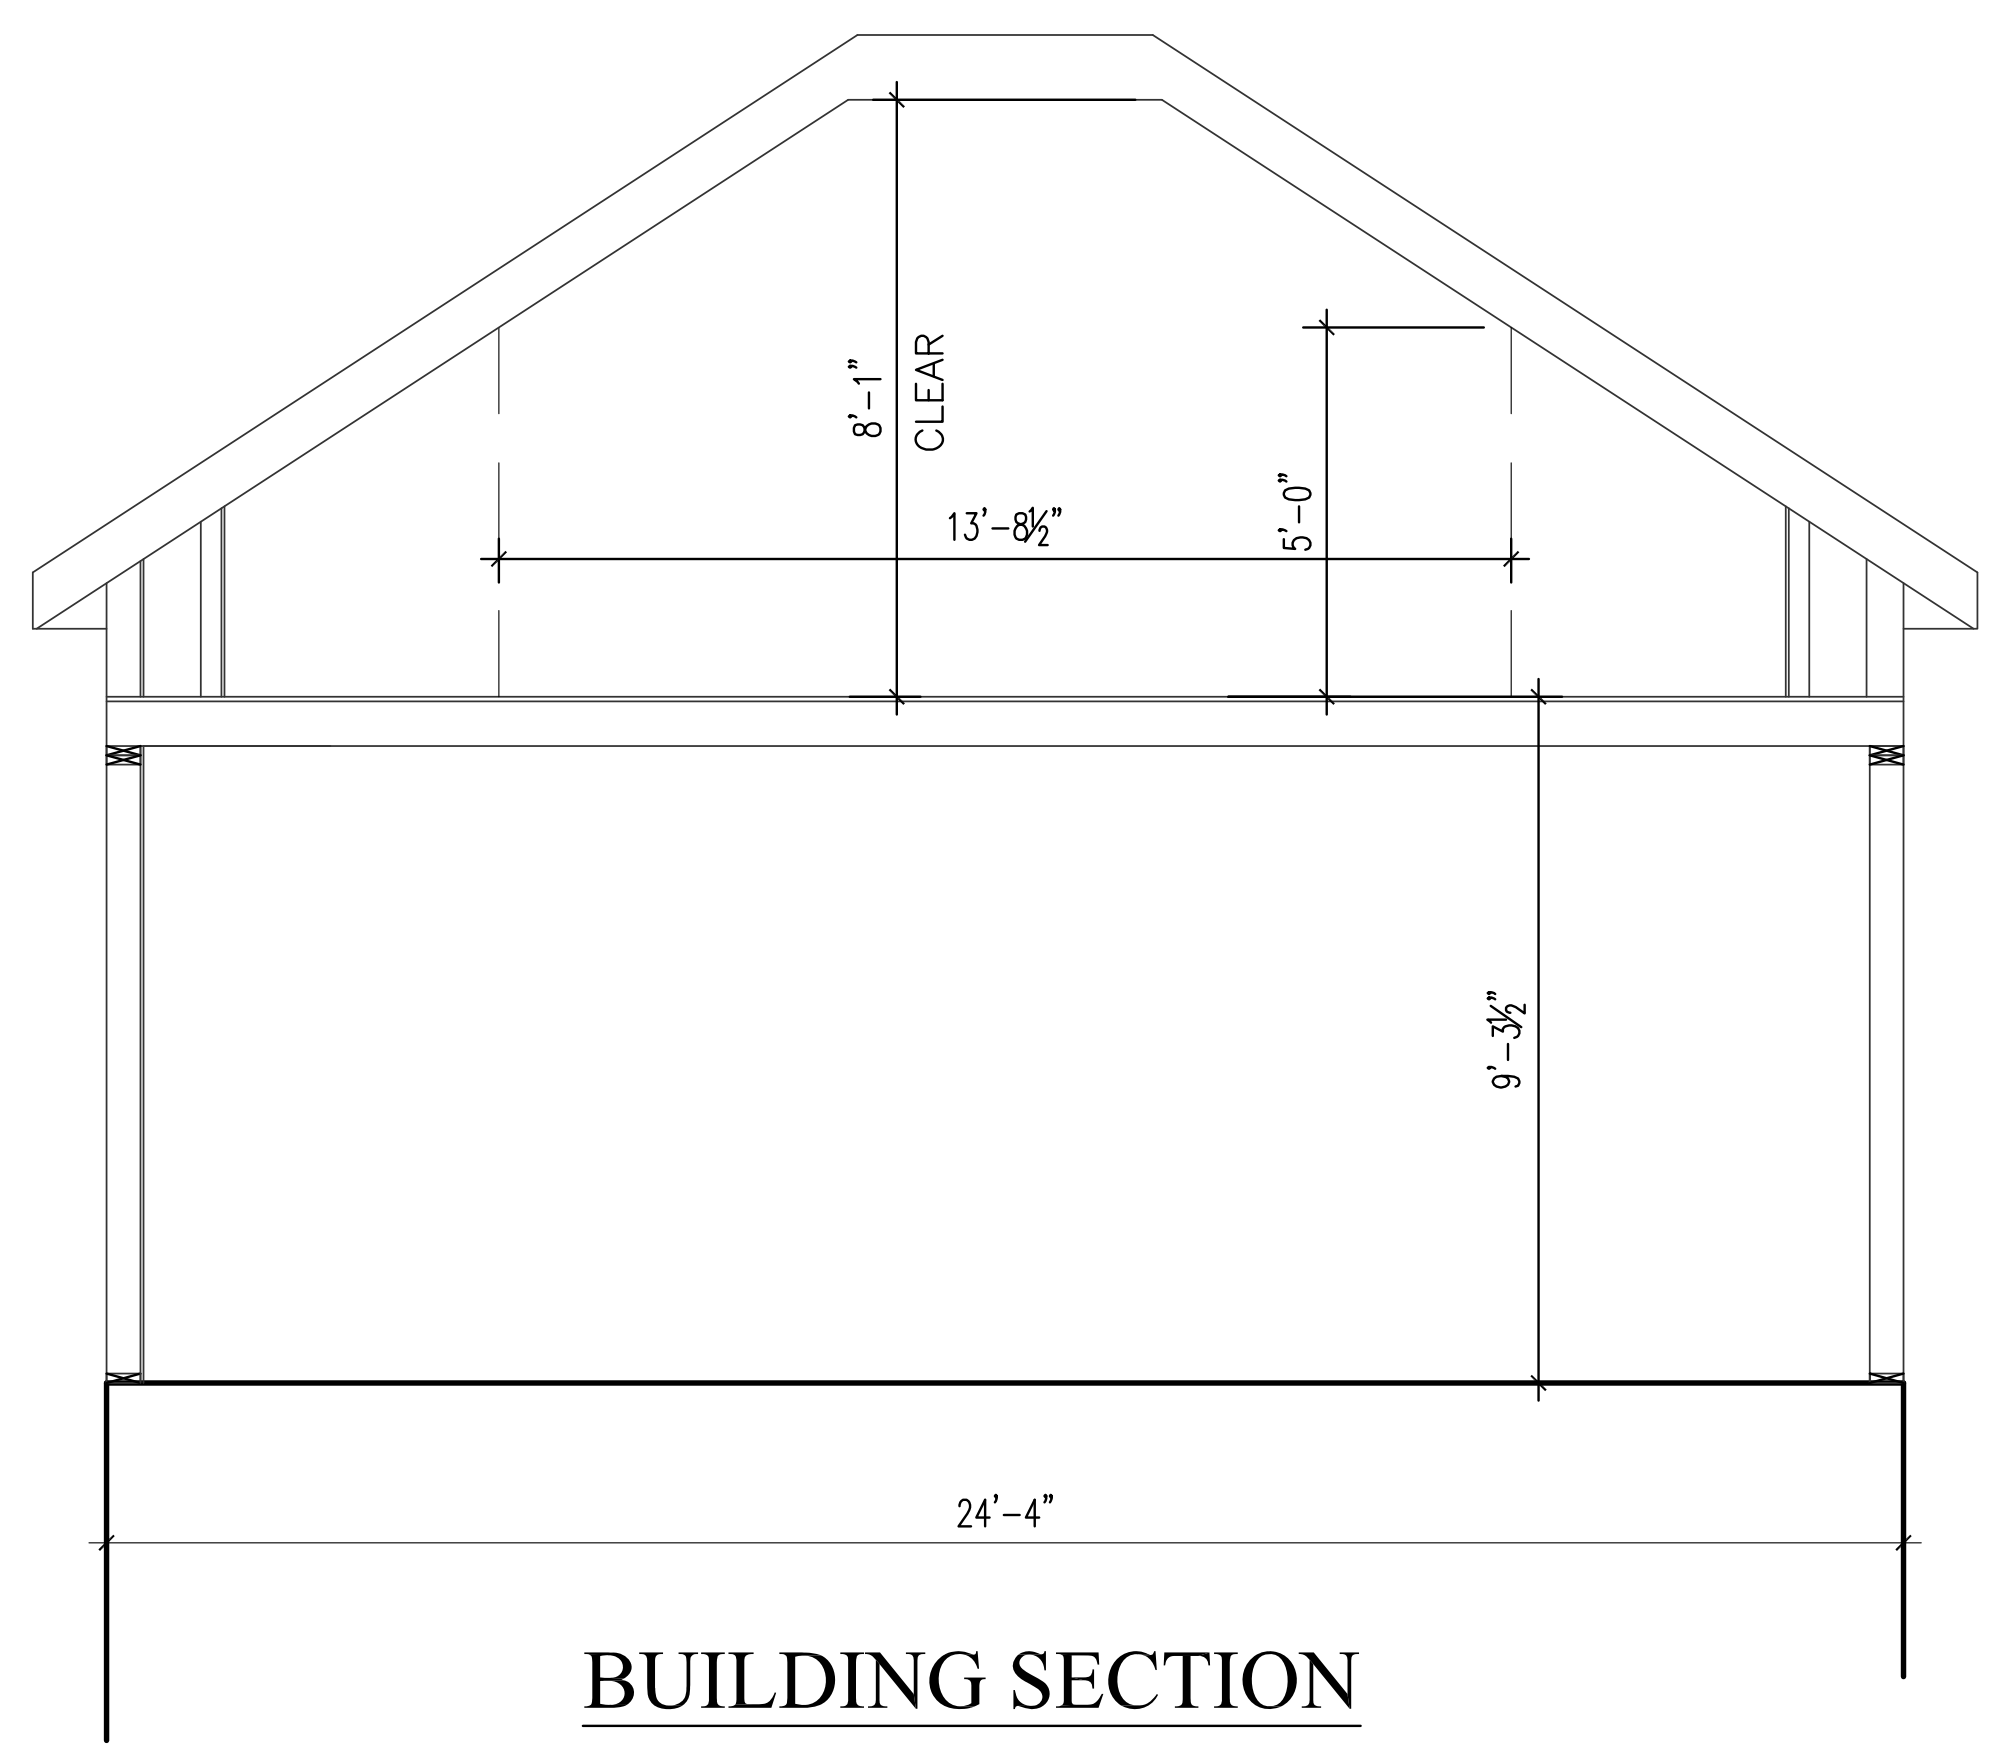 8'-1"
CLEAR
13'-8½"
5'-0"
9'-3½"
24'-4"
BUILDING SECTION